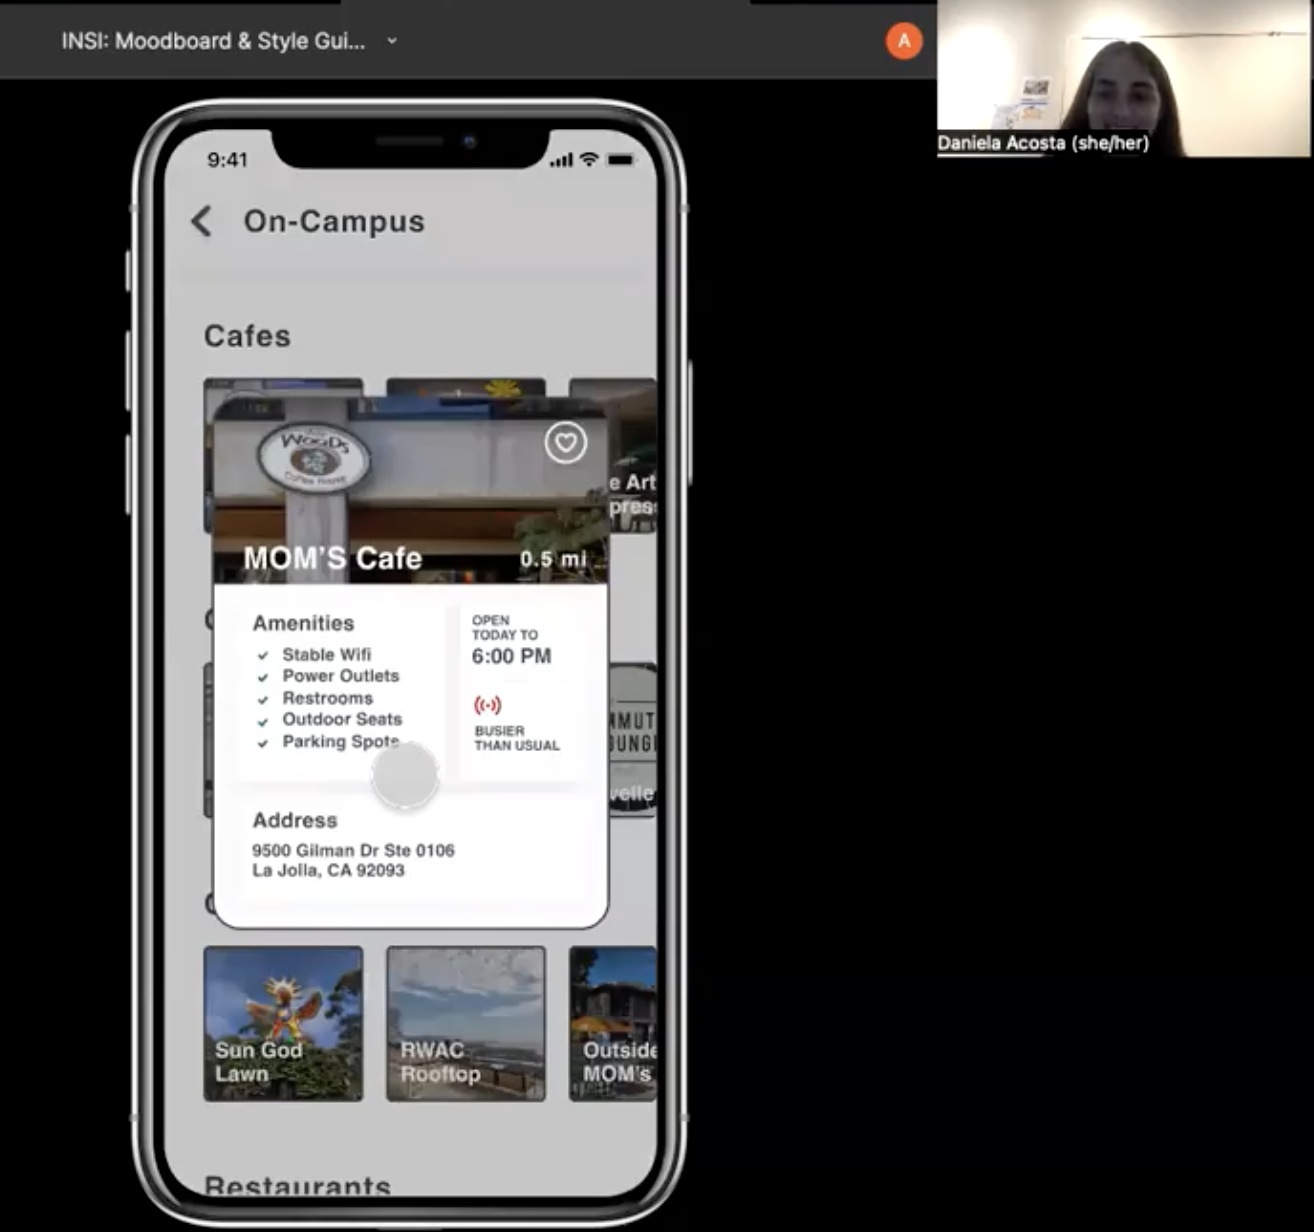 INSI: Moodboard & Style Gui...
A
Daniela Acosta (she/her)
9:41
On-Campus
Cafes
WOODS
e Art
pres
MOM'S Cafe
0.5 mi
Amenities
Stable Wifi
Power Outlets
Restrooms
Outdoor Seats
Parking Spots
OPEN
TODAY TO
6:00 PM
BUSIER
THAN USUAL
MMUT
OUNG
velle
Address
9500 Gilman Dr Ste 0106
La Jolla, CA 92093
Sun God
Lawn
RWAC
Rooftop
Outside
MOM's
Restaurants